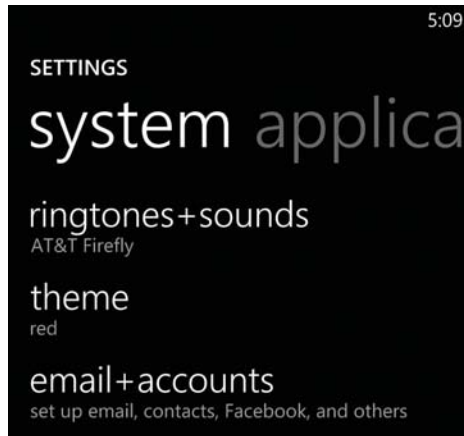 5:09
SETTINGS
system applica
ringtones+sounds
AT&T Firefly
theme
red
email+accounts
set up email, contacts, Facebook, and others